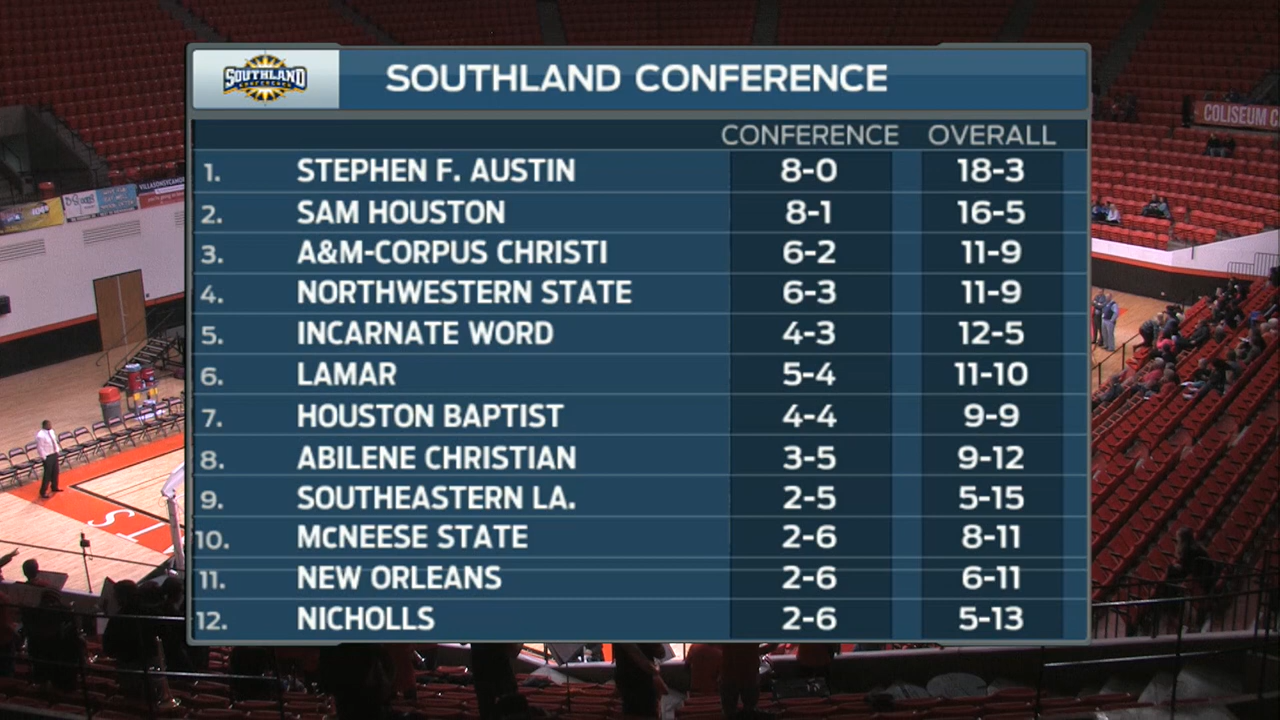 SOUTHLAND CONFERENCE
SOUTHLAND CONFERENCE
CONFERENCE OVERALL
1. STEPHEN F. AUSTIN 8-0 18-3
2. SAM HOUSTON 8-1 16-5
3. A&M-CORPUS CHRISTI 6-2 11-9
4. NORTHWESTERN STATE 6-3 11-9
5. INCARNATE WORD 4-3 12-5
6. LAMAR 5-4 11-10
7. HOUSTON BAPTIST 4-4 9-9
8. ABILENE CHRISTIAN 3-5 9-12
9. SOUTHEASTERN LA. 2-5 5-15
10. McNEESE STATE 2-6 8-11
11. NEW ORLEANS 2-6 6-11
12. NICHOLLS 2-6 5-13
COLISEUM C